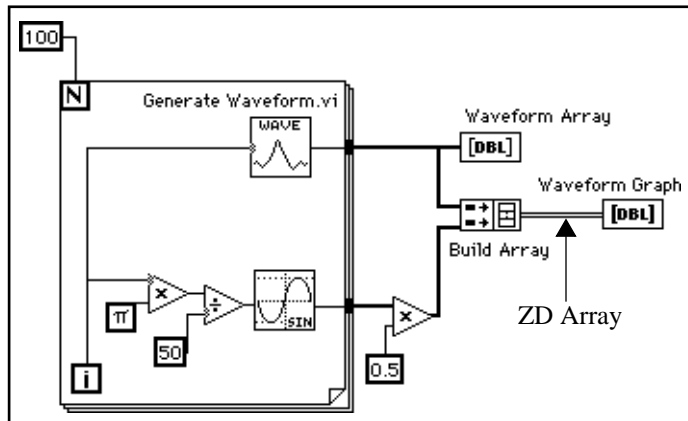 100
N
Generate Waveform.vi
WAVE
Waveform Array
[DBL]
Waveform Graph
[DBL]
Build Array
ZD Array
×
π
÷
50
SIN
×
0.5
i